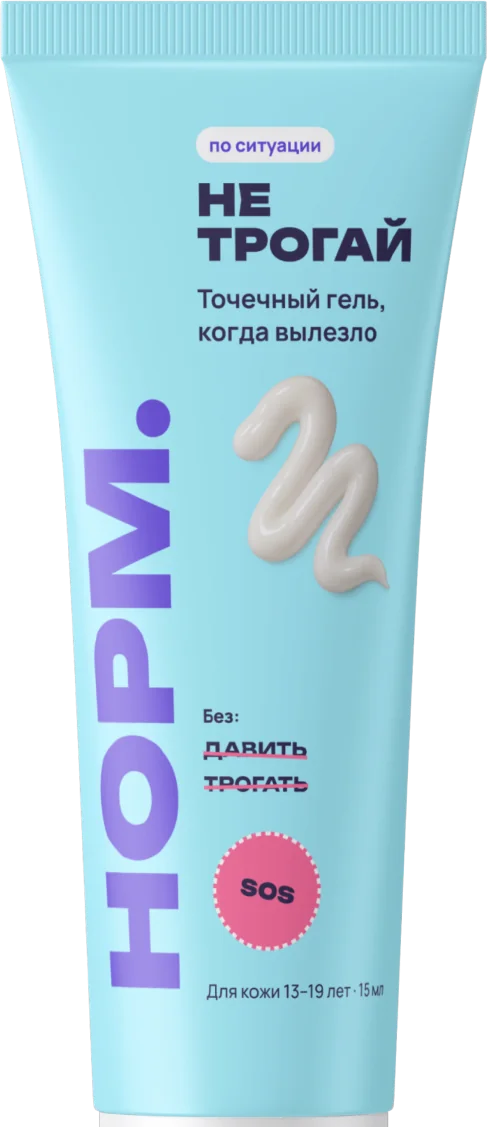 по ситуации
НЕ
ТРОГАЙ
Точечный гель,
когда вылезло
НОРМ.
Без:
ДАВИТЬ
ТРОГАТЬ
SOS
Для кожи 13–19 лет · 15 мл